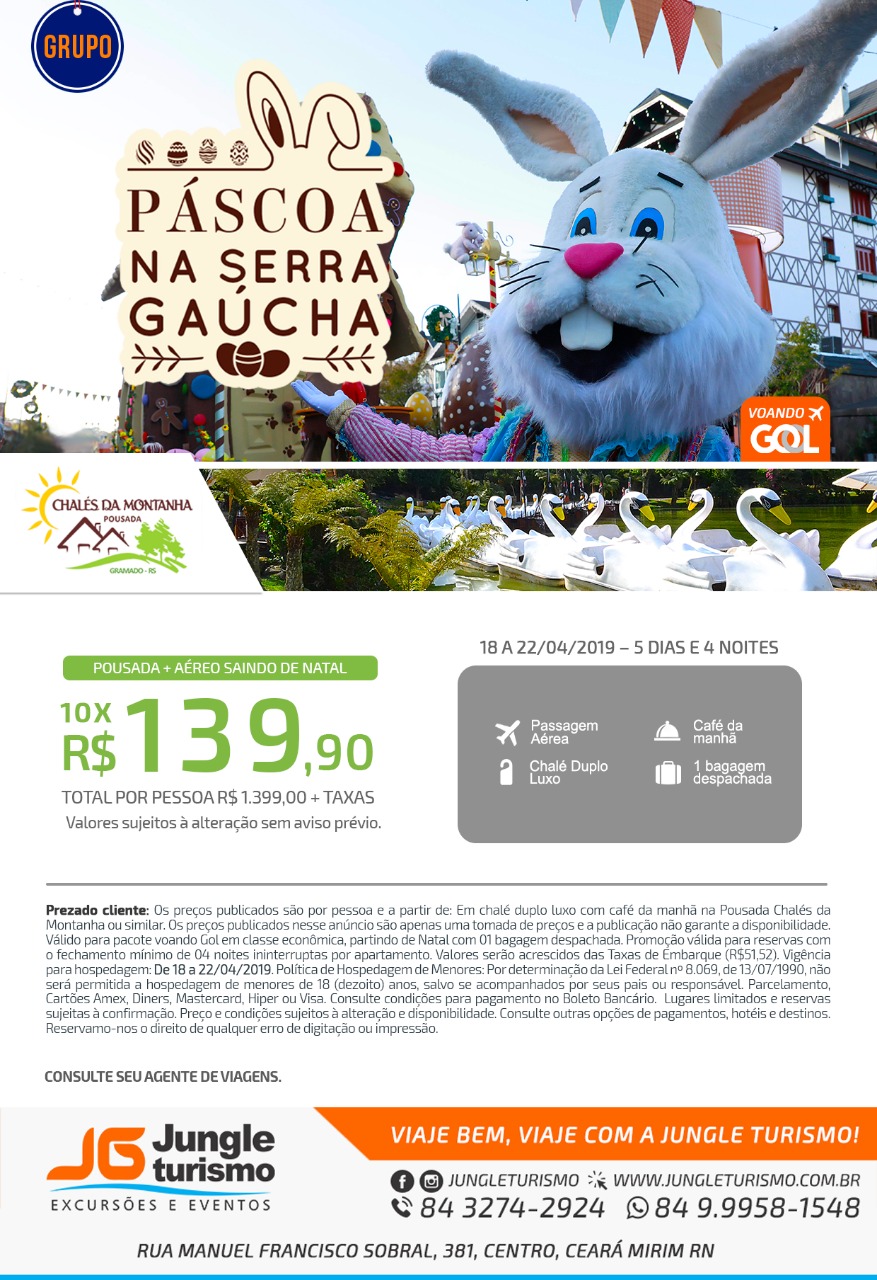 GRUPO
PÁSCOA
NA SERRA
GAÚCHA
VOANDO
GOL
CHALÉS DA MONTANHA
POUSADA
GRAMADO - RS
POUSADA + AÉREO SAINDO DE NATAL
10X
R$ 139,90
TOTAL POR PESSOA R$ 1.399,00 + TAXAS
Valores sujeitos à alteração sem aviso prévio.
18 A 22/04/2019 – 5 DIAS E 4 NOITES
Passagem
Aérea
Café da
manhã
Chalé Duplo
Luxo
1 bagagem
despachada
Prezado cliente: Os preços publicados são por pessoa e a partir de: Em chalé duplo luxo com café da manhã na Pousada Chalés da
Montanha ou similar. Os preços publicados nesse anúncio são apenas uma tomada de preços e a publicação não garante a disponibilidade.
Válido para pacote voando Gol em classe econômica, partindo de Natal com 01 bagagem despachada. Promoção válida para reservas com
o fechamento mínimo de 04 noites ininterruptas por apartamento. Valores serão acrescidos das Taxas de Embarque (R$51,52). Vigência
para hospedagem: De 18 a 22/04/2019. Política de Hospedagem de Menores: Por determinação da Lei Federal nº 8.069, de 13/07/1990, não
será permitida a hospedagem de menores de 18 (dezoito) anos, salvo se acompanhados por seus pais ou responsável. Parcelamento,
Cartões Amex, Diners, Mastercard, Hiper ou Visa. Consulte condições para pagamento no Boleto Bancário. Lugares limitados e reservas
sujeitas à confirmação. Preço e condições sujeitos à alteração e disponibilidade. Consulte outras opções de pagamentos, hotéis e destinos.
Reservamo-nos o direito de qualquer erro de digitação ou impressão.
CONSULTE SEU AGENTE DE VIAGENS.
JG Jungle
turismo
EXCURSÕES E EVENTOS
VIAJE BEM, VIAJE COM A JUNGLE TURISMO!
JUNGLETURISMO WWW.JUNGLETURISMO.COM.BR
84 3274-2924 84 9.9958-1548
RUA MANUEL FRANCISCO SOBRAL, 381, CENTRO, CEARÁ MIRIM RN